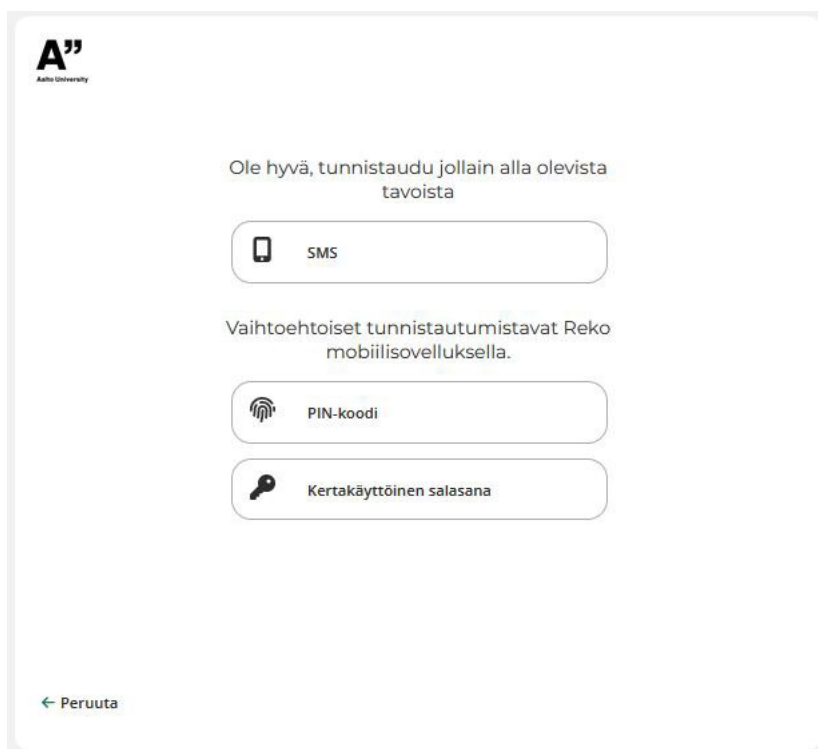 A”
Aalto University
Ole hyvä, tunnistaudu jollain alla olevista
tavoista
SMS
Vaihtoehtoiset tunnistautumistavat Reko
mobiilisovelluksella.
PIN-koodi
Kertakäyttöinen salasana
← Peruuta